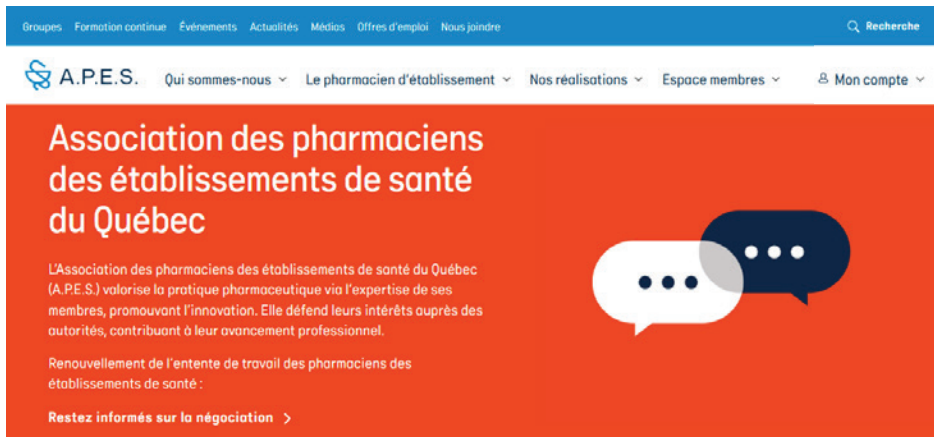 Groupes Formation continue Événements Actualités Médias Offres d'emploi Nous joindre Recherche
A.P.E.S. Qui sommes-nous Le pharmacien d'établissement Nos réalisations Espace membres Mon compte
Association des pharmaciens
des établissements de santé
du Québec
L'Association des pharmaciens des établissements de santé du Québec
(A.P.E.S.) valorise la pratique pharmaceutique via l'expertise de ses
membres, promouvant l'innovation. Elle défend leurs intérêts auprès des
autorités, contribuant à leur avancement professionnel.
Renouvellement de l'entente de travail des pharmaciens des
établissements de santé :
Restez informés sur la négociation >